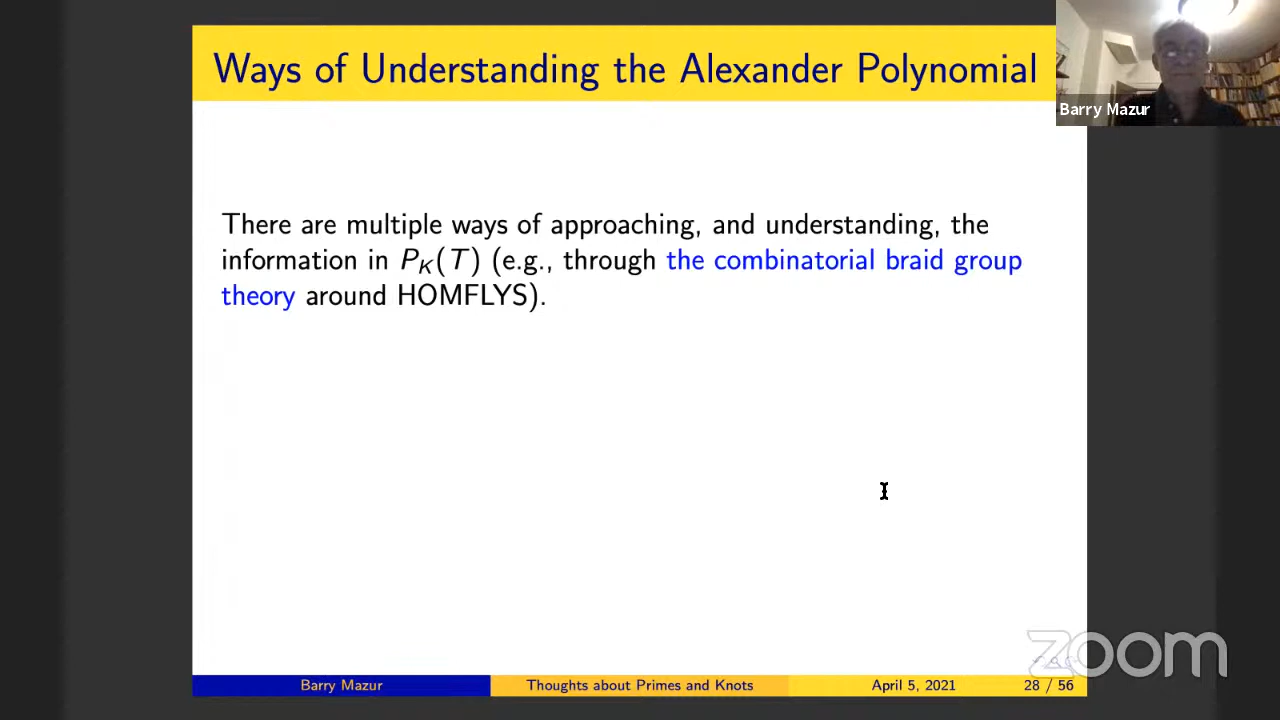 Ways of Understanding the Alexander Polynomial
Barry Mazur
There are multiple ways of approaching, and understanding, the
information in P_K(T) (e.g., through the combinatorial braid group
theory around HOMFLYS).
zoom
Barry Mazur
Thoughts about Primes and Knots
April 5, 2021
28 / 56